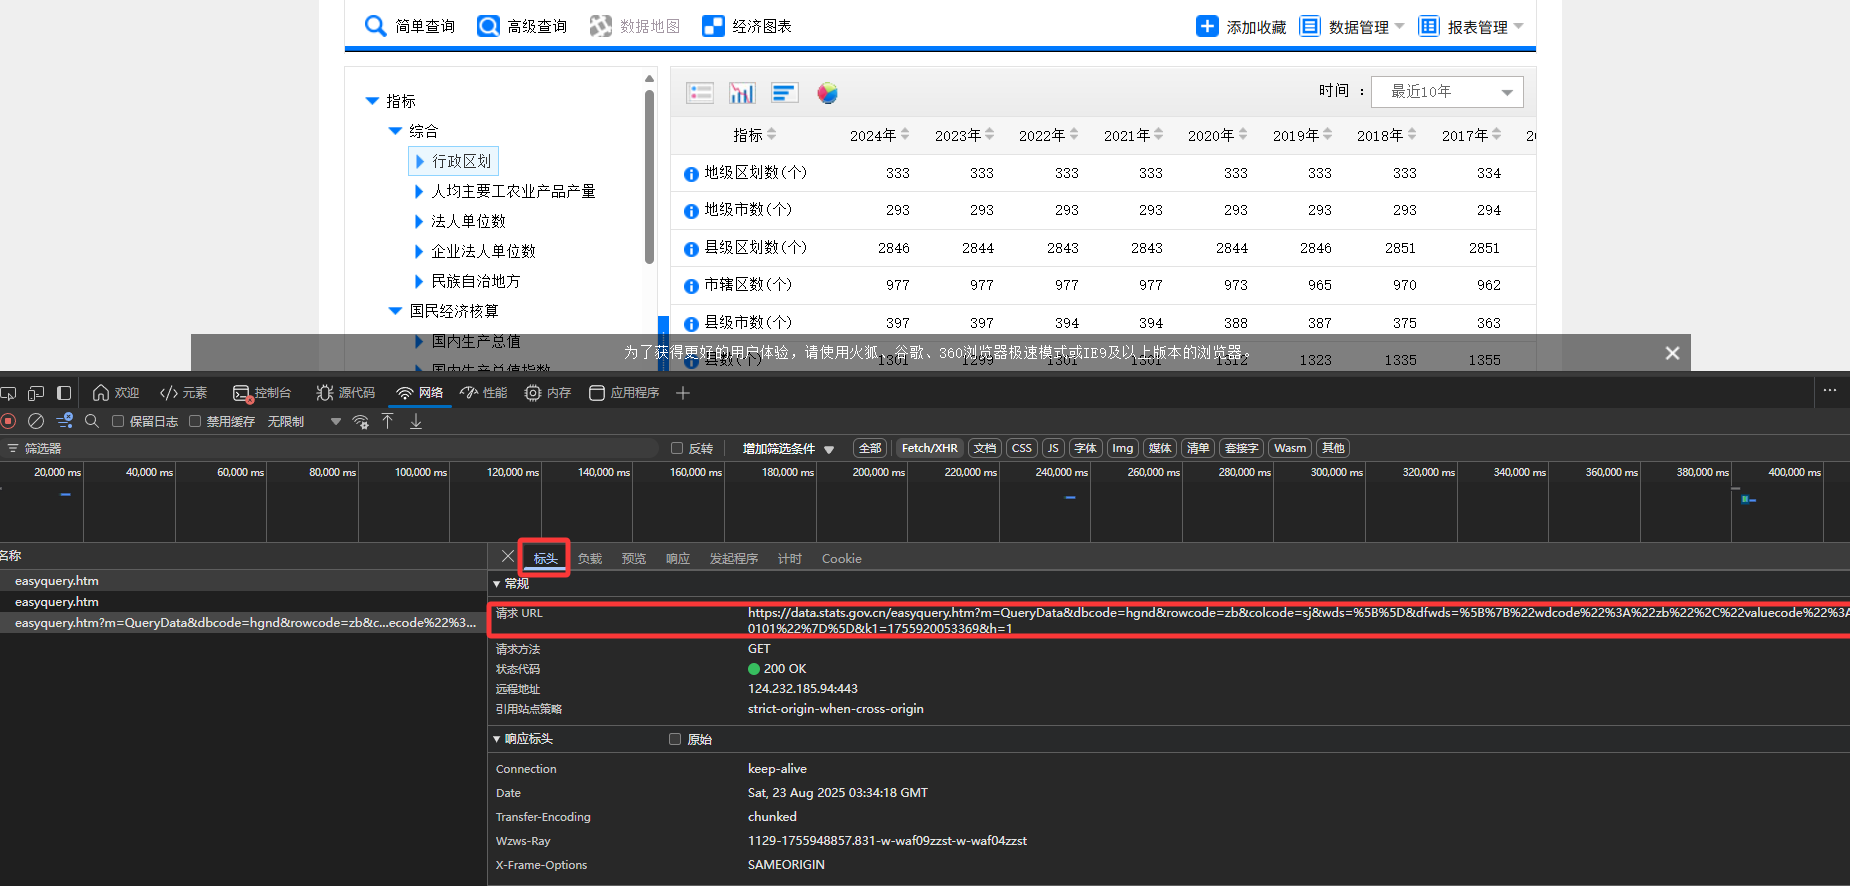 简单查询 高级查询 数据地图 经济图表 添加收藏 数据管理 报表管理
指标
综合
行政区划
人均主要工农业产品产量
法人单位数
企业法人单位数
民族自治地方
国民经济核算
国内生产总值
国内生产总值指数
时间 : 最近10年
指标 2024年 2023年 2022年 2021年 2020年 2019年 2018年 2017年
地级区划数(个) 333 333 333 333 333 333 333 334
地级市数(个) 293 293 293 293 293 293 293 294
县级区划数(个) 2846 2844 2843 2843 2844 2846 2851 2851
市辖区数(个) 977 977 977 977 973 965 970 962
县级市数(个) 397 397 394 394 388 387 375 363
县数(个) 1301 1299 1301 1301 1312 1323 1335 1355
为了获得更好的用户体验，请使用火狐、谷歌、360浏览器极速模式或IE9及以上版本的浏览器。
欢迎 元素 控制台 源代码 网络 性能 内存 应用程序
保留日志 禁用缓存 无限制
筛选器 反转 增加筛选条件 全部 Fetch/XHR 文档 CSS JS 字体 Img 媒体 清单 套接字 Wasm 其他
20,000 ms 40,000 ms 60,000 ms 80,000 ms 100,000 ms 120,000 ms 140,000 ms 160,000 ms 180,000 ms 200,000 ms 220,000 ms 240,000 ms 260,000 ms 280,000 ms 300,000 ms 320,000 ms 340,000 ms 360,000 ms 380,000 ms 400,000 ms
名称
easyquery.htm
easyquery.htm
easyquery.htm?m=QueryData&dbcode=hgnd&rowcode=zb&c...ecode%22%3...
标头 负载 预览 响应 发起程序 计时 Cookie
常规
请求 URL https://data.stats.gov.cn/easyquery.htm?m=QueryData&dbcode=hgnd&rowcode=zb&colcode=sj&wds=%5B%5D&dfwds=%5B%7B%22wdcode%22%3A%22zb%22%2C%22valuecode%22%3A
0101%22%7D%5D&k1=1755920053369&h=1
请求方法 GET
状态代码 200 OK
远程地址 124.232.185.94:443
引用站点策略 strict-origin-when-cross-origin
响应标头 原始
Connection keep-alive
Date Sat, 23 Aug 2025 03:34:18 GMT
Transfer-Encoding chunked
Wzws-Ray 1129-1755948857.831-w-waf09zzst-w-waf04zzst
X-Frame-Options SAMEORIGIN